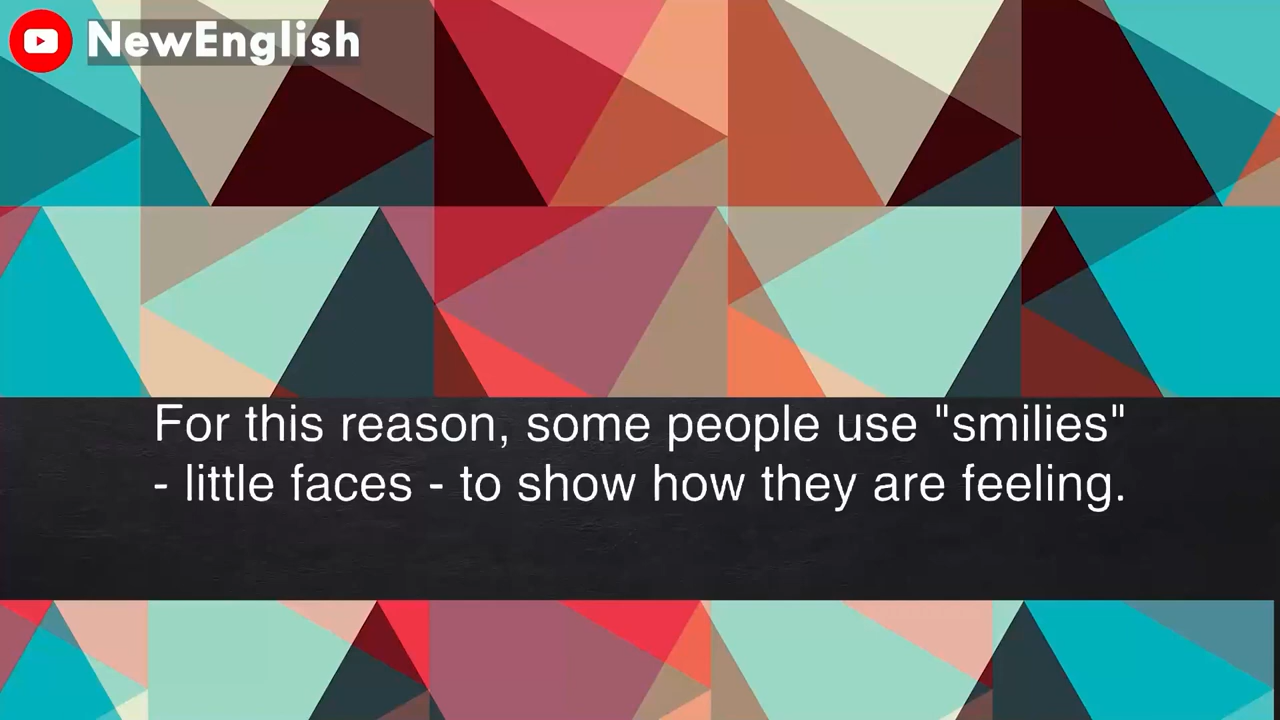 NewEnglish
For this reason, some people use "smilies"
- little faces - to show how they are feeling.